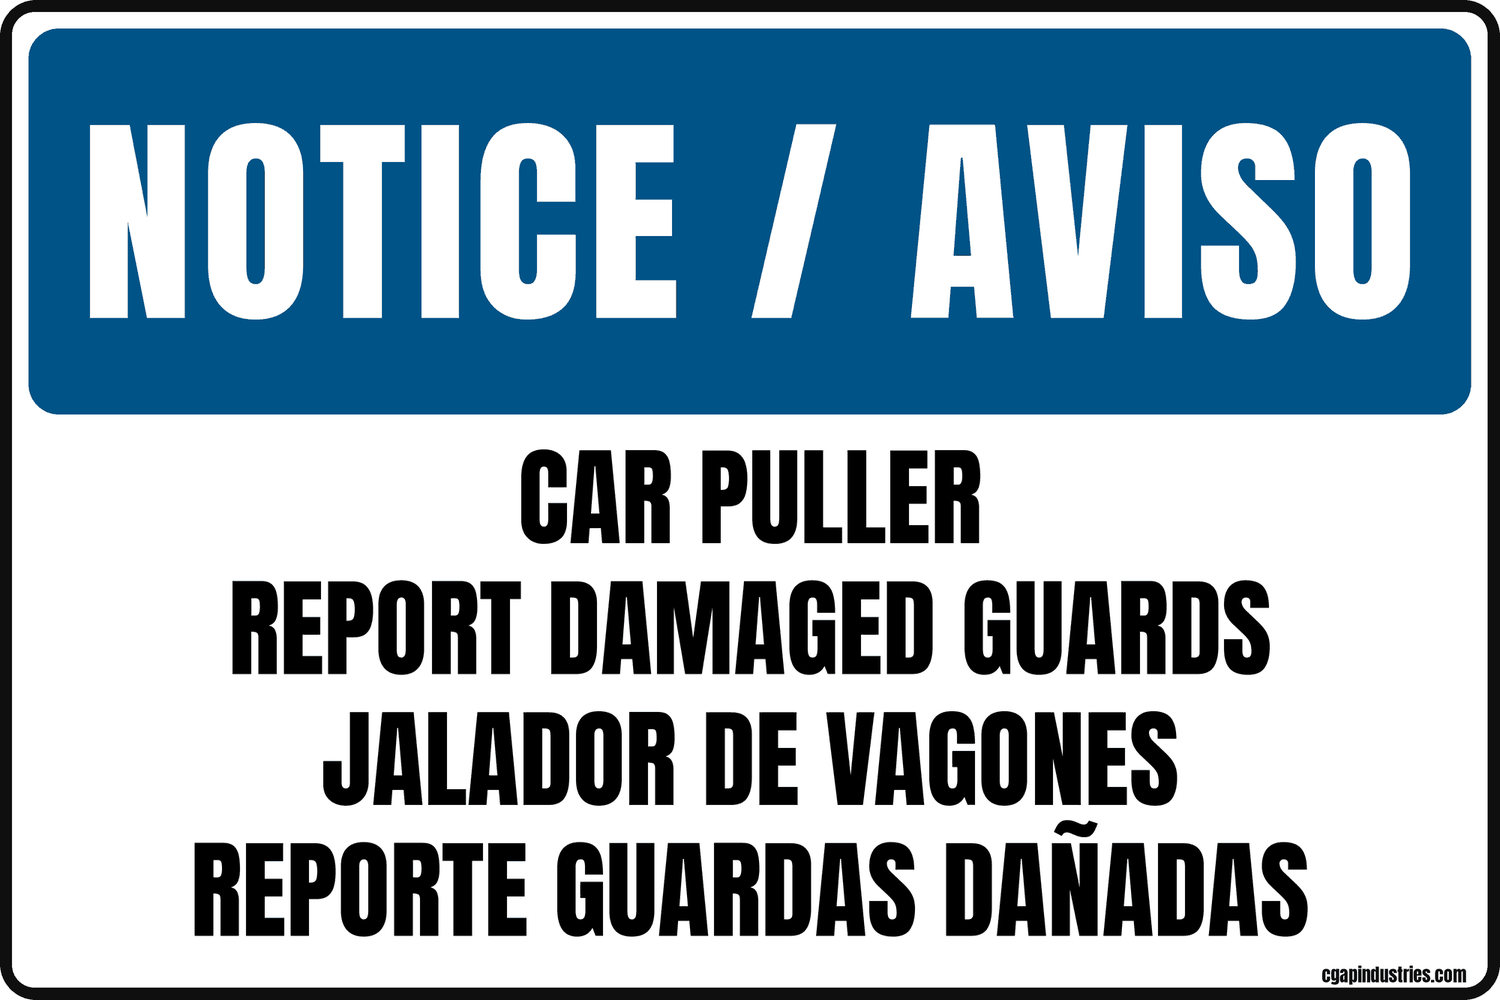 NOTICE / AVISO
CAR PULLER
REPORT DAMAGED GUARDS
JALADOR DE VAGONES
REPORTE GUARDAS DAÑADAS
cgapindustries.com